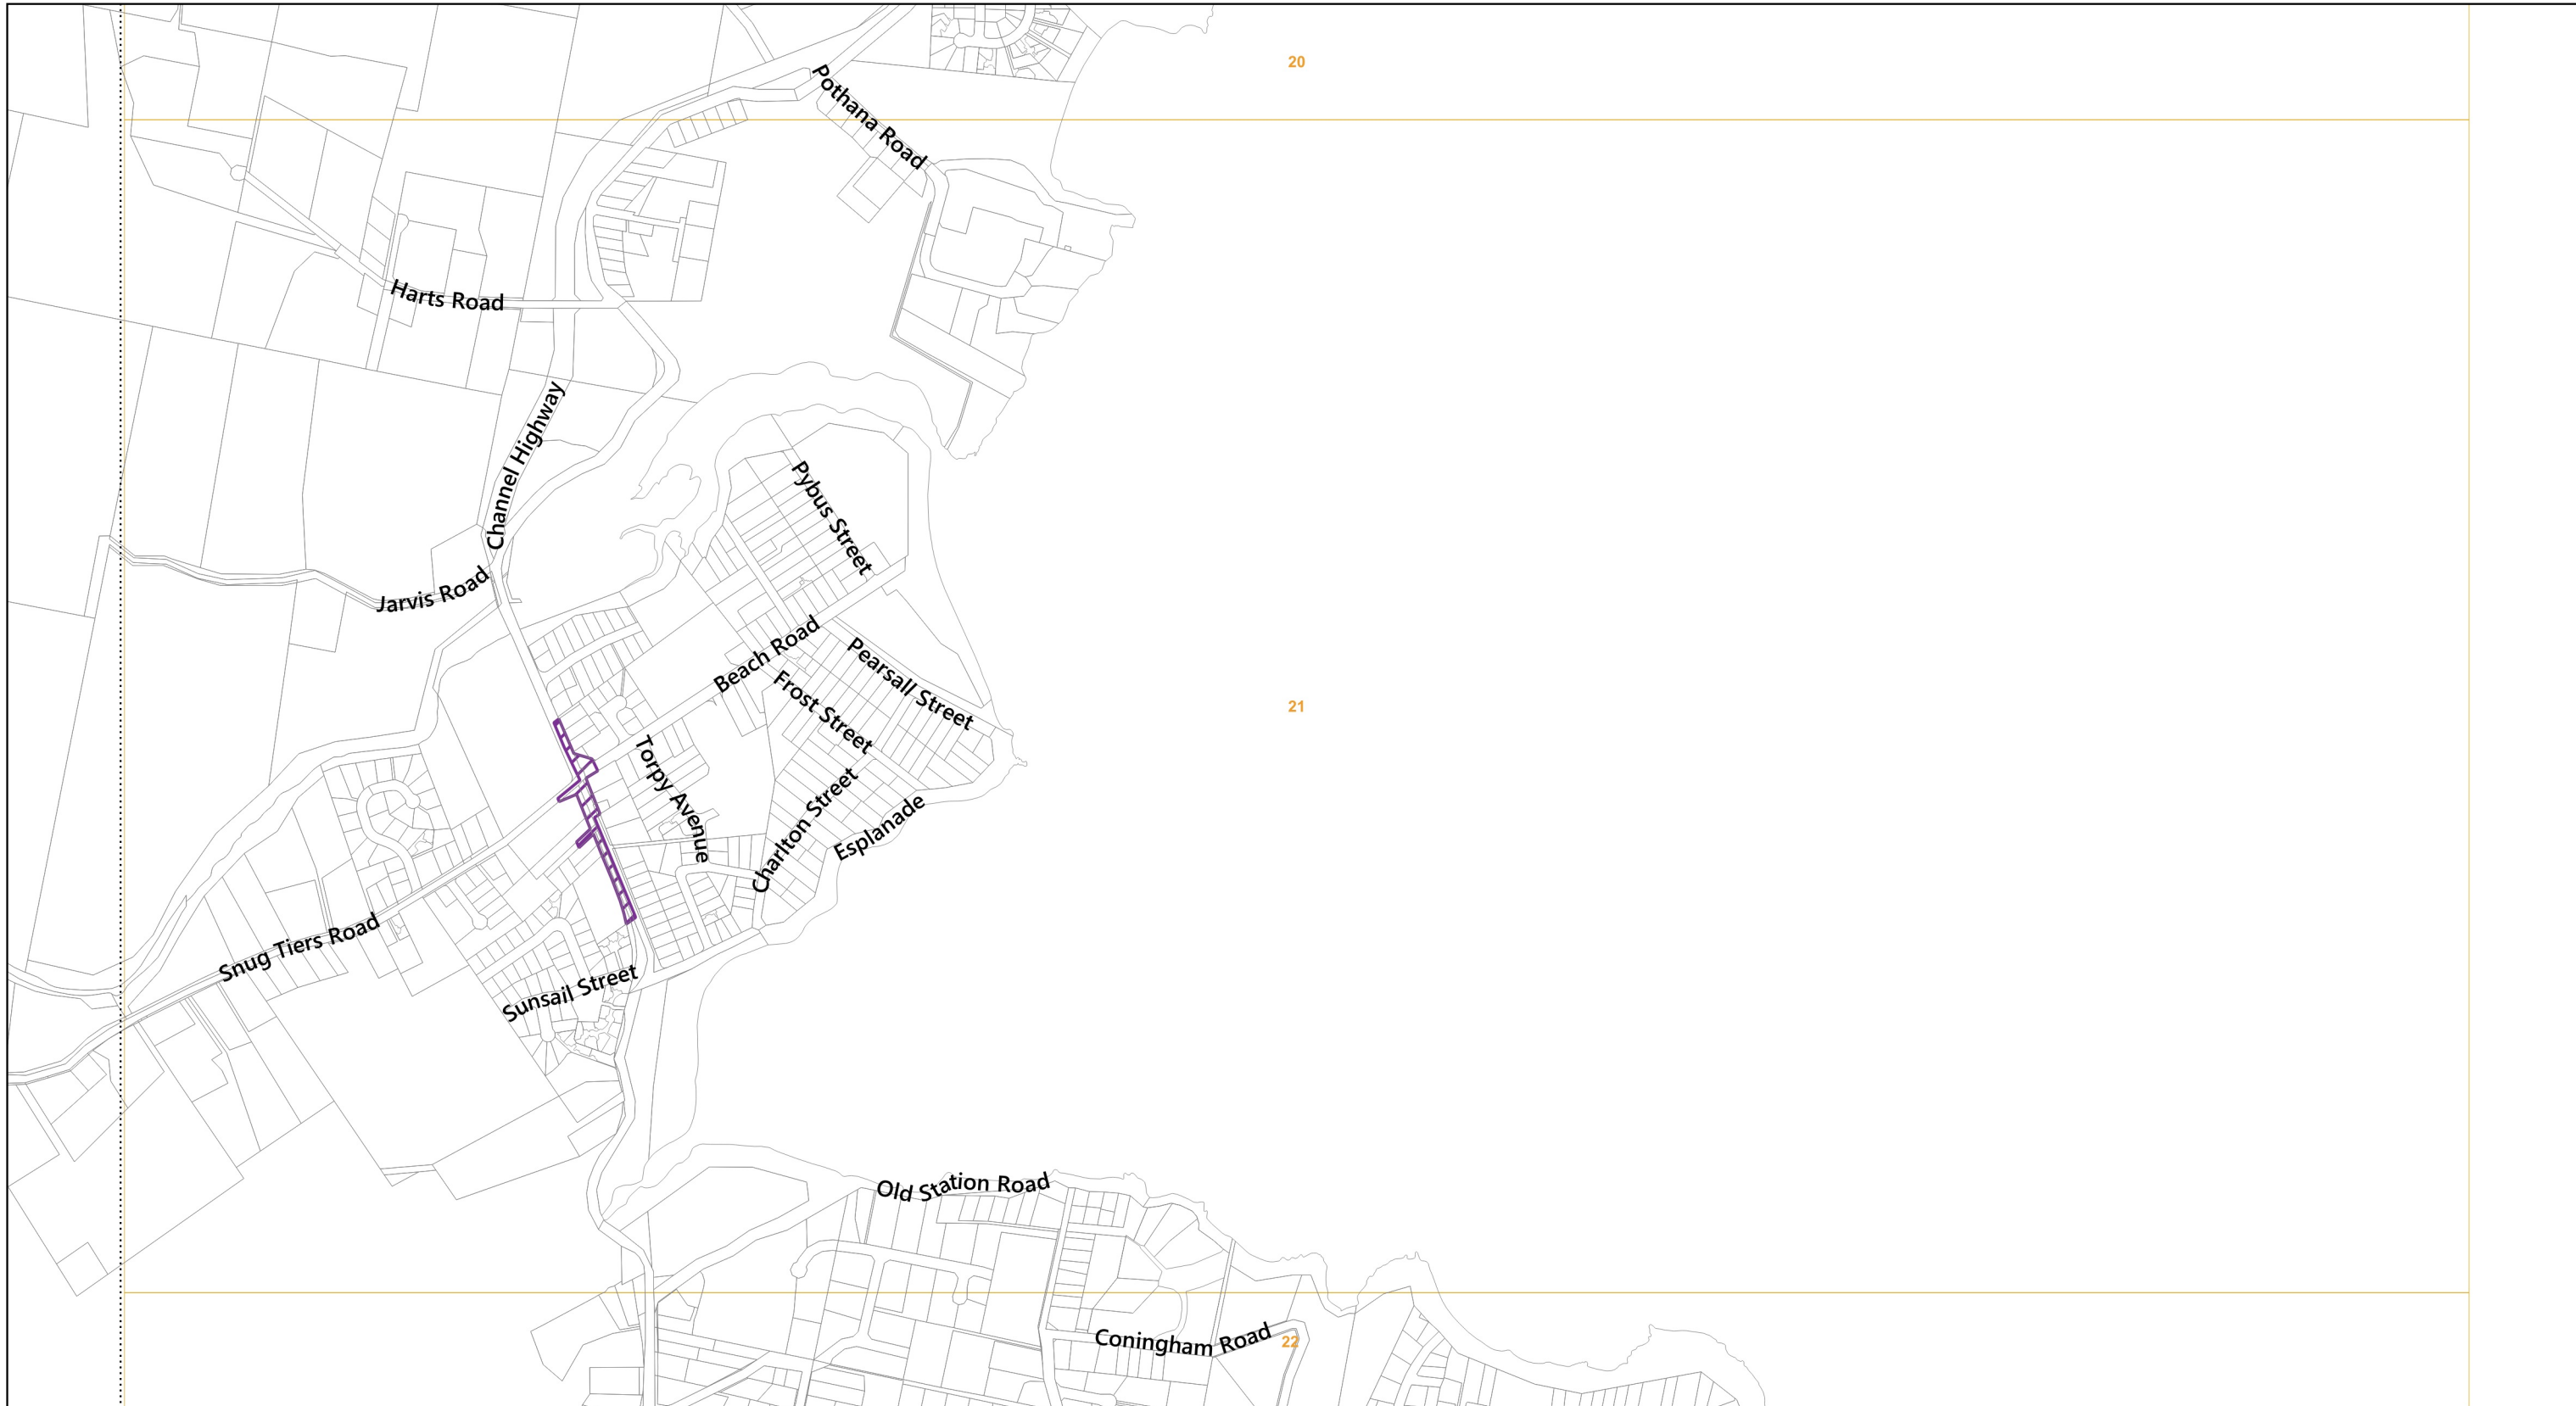 20
Pothana Road
Harts Road
Channel Highway
Pybus Street
Jarvis Road
Beach Road
Pearsall Street
Frost Street
21
Torpy Avenue
Charlton Street
Esplanade
Snug Tiers Road
Sunsail Street
Old Station Road
Coningham Road
22